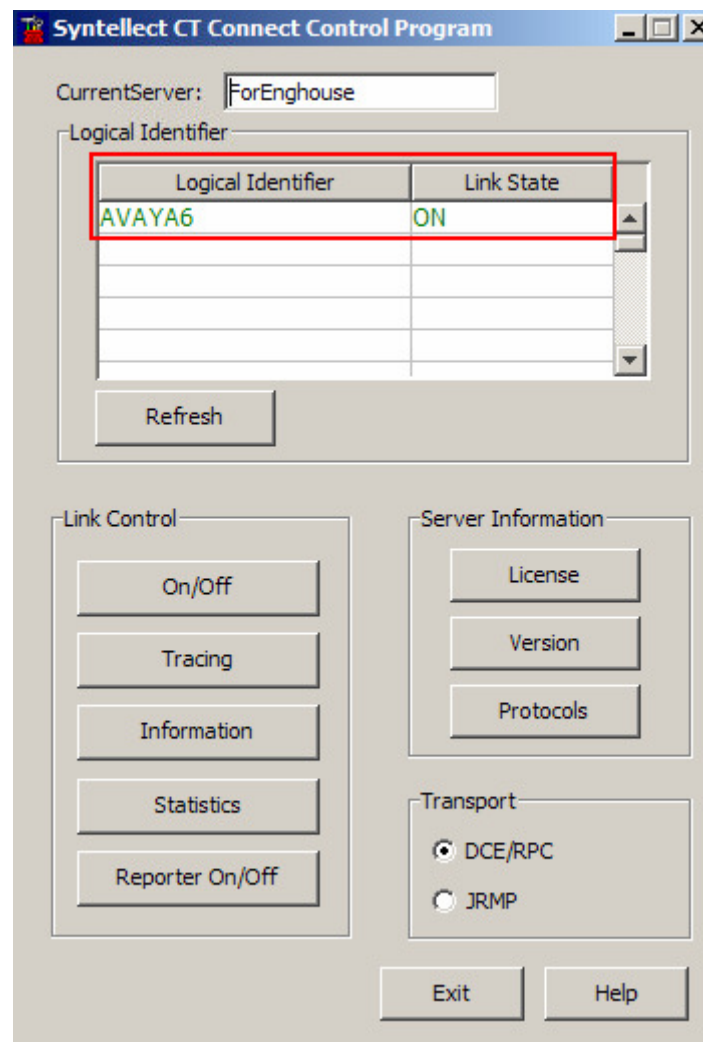 Syntellect CT Connect Control Program
CurrentServer: ForEnghouse
Logical Identifier
Logical Identifier Link State
AVAYA6 ON
Refresh
Link Control
On/Off
Tracing
Information
Statistics
Reporter On/Off
Server Information
License
Version
Protocols
Transport
DCE/RPC
JRMP
Exit Help